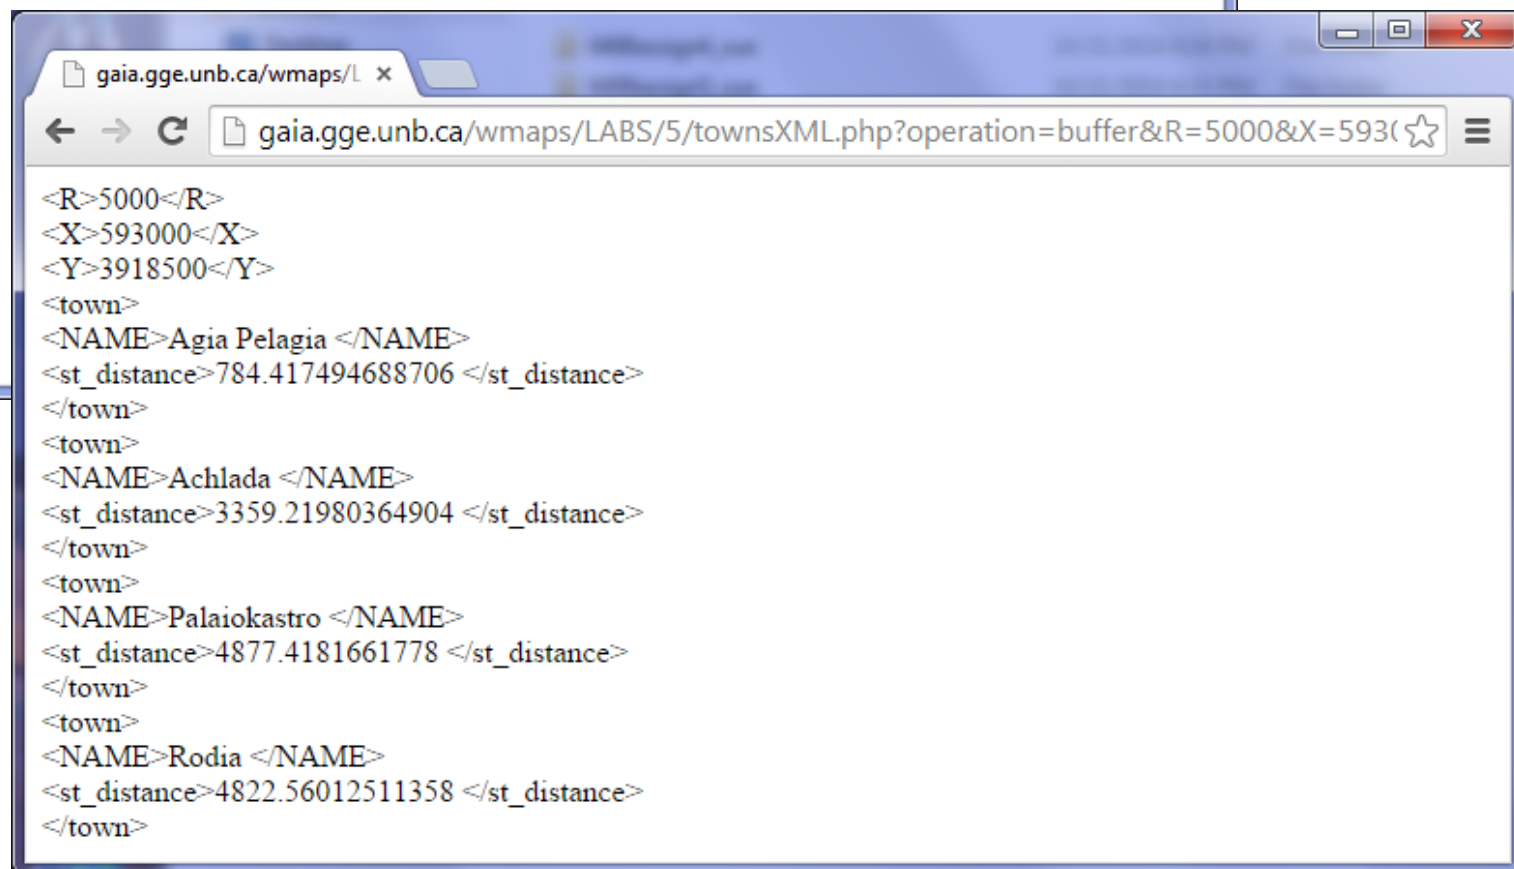 gaia.gge.unb.ca/wmaps/L
gaia.gge.unb.ca/wmaps/LABS/5/townsXML.php?operation=buffer&R=5000&X=593(
<R>5000</R>
<X>593000</X>
<Y>3918500</Y>
<town>
<NAME>Agia Pelagia </NAME>
<st_distance>784.417494688706 </st_distance>
</town>
<town>
<NAME>Achlada </NAME>
<st_distance>3359.21980364904 </st_distance>
</town>
<town>
<NAME>Palaiokastro </NAME>
<st_distance>4877.4181661778 </st_distance>
</town>
<town>
<NAME>Rodia </NAME>
<st_distance>4822.56012511358 </st_distance>
</town>